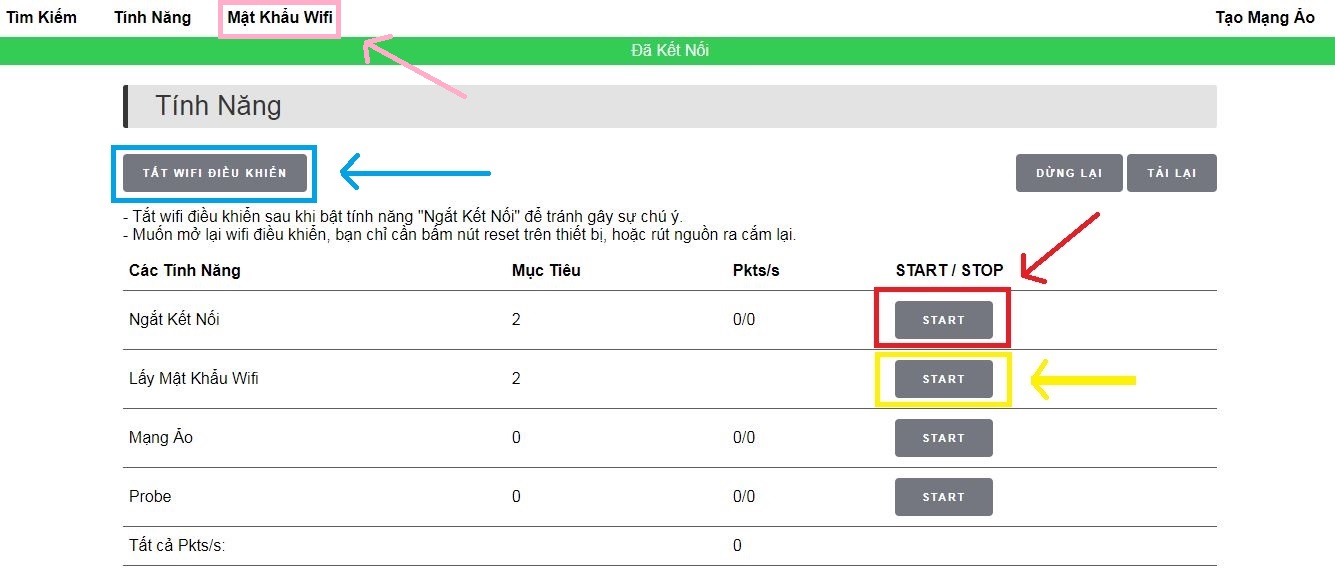 Tìm Kiếm Tính Năng Mật Khẩu Wifi Tạo Mạng Ảo
Đã Kết Nối
Tính Năng
TẮT WIFI ĐIỀU KHIỂN DỪNG LẠI TẢI LẠI
- Tắt wifi điều khiển sau khi bật tính năng "Ngắt Kết Nối" để tránh gây sự chú ý.
- Muốn mở lại wifi điều khiển, bạn chỉ cần bấm nút reset trên thiết bị, hoặc rút nguồn ra cắm lại.
Các Tính Năng Mục Tiêu Pkts/s START / STOP
Ngắt Kết Nối 2 0/0 START
Lấy Mật Khẩu Wifi 2 START
Mạng Ảo 0 0/0 START
Probe 0 0/0 START
Tất cả Pkts/s: 0